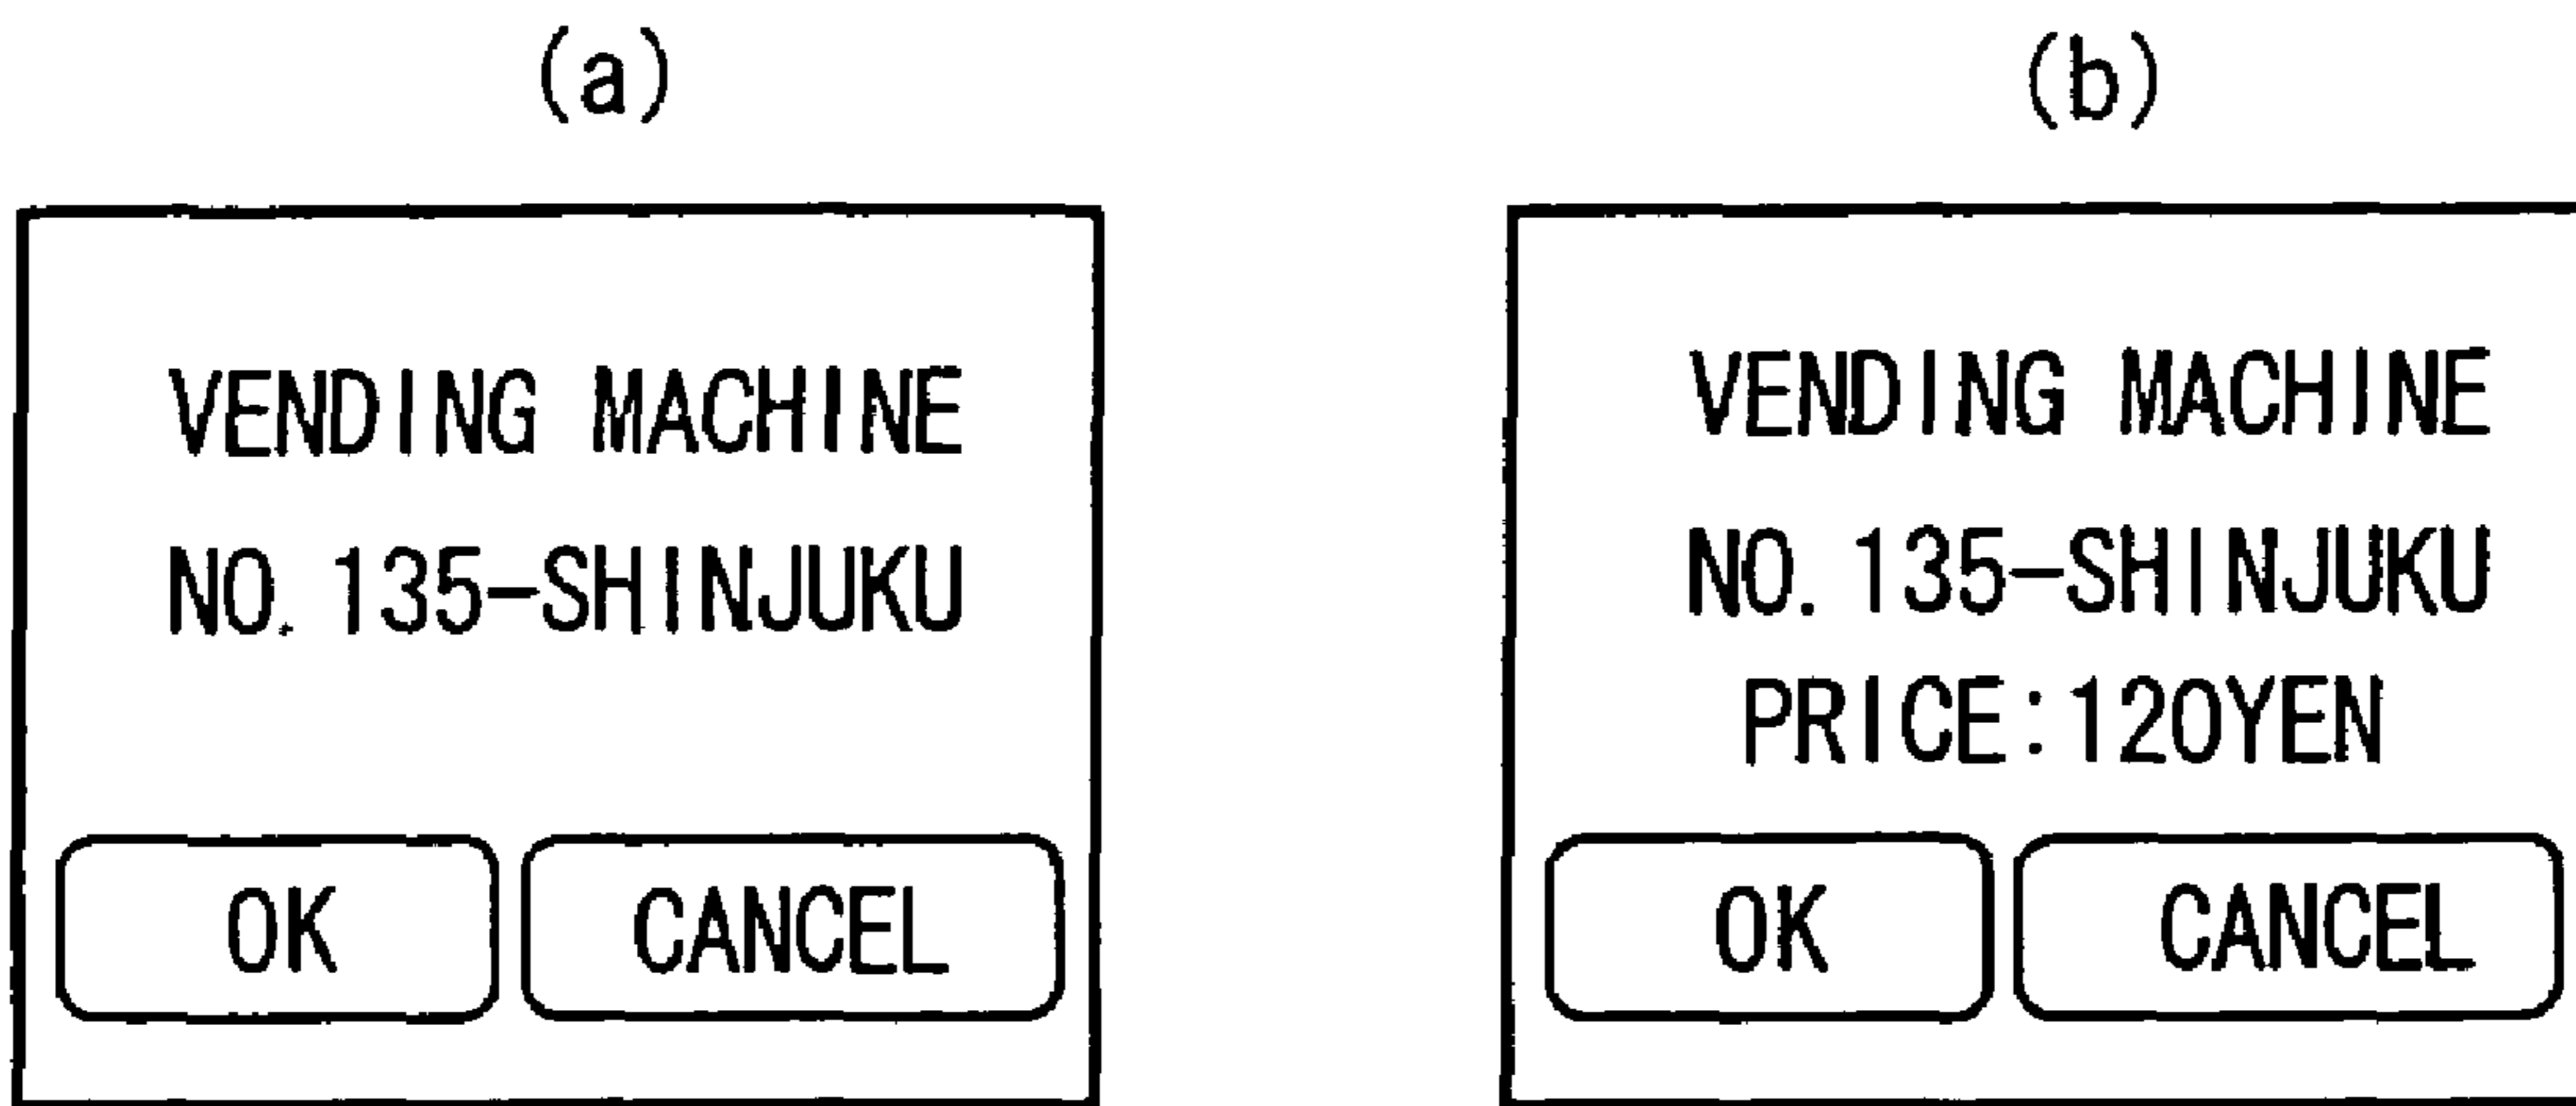 (a)
VENDING MACHINE
NO. 135-SHINJUKU
OK
CANCEL
(b)
VENDING MACHINE
NO. 135-SHINJUKU
PRICE:120YEN
OK
CANCEL